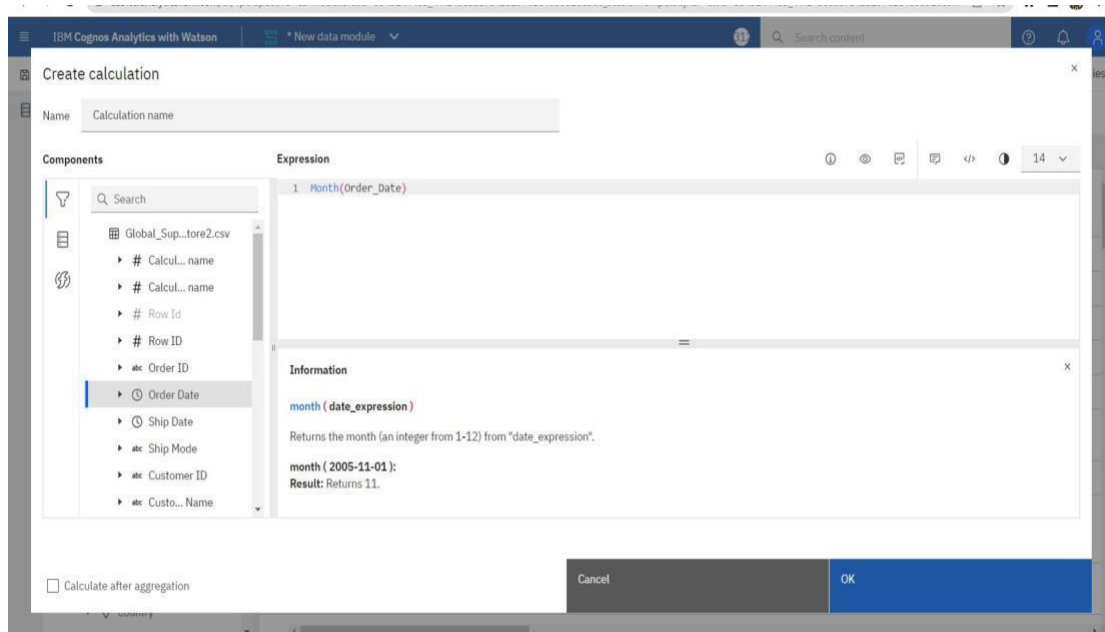 IBM Cognos Analytics with Watson
* New data module
31
Search content
Create calculation
ies
Name
Calculation name
Components
Expression
14
Search
1 Month(Order_Date)
Global_Sup...tore2.csv
# Calcul... name
# Calcul... name
# Row Id
# Row ID
abc Order ID
Order Date
Ship Date
abc Ship Mode
abc Customer ID
abc Custo... Name
Information
month ( date_expression )
Returns the month (an integer from 1-12) from "date_expression".
month ( 2005-11-01 ):
Result: Returns 11.
Calculate after aggregation
Cancel
OK
Country